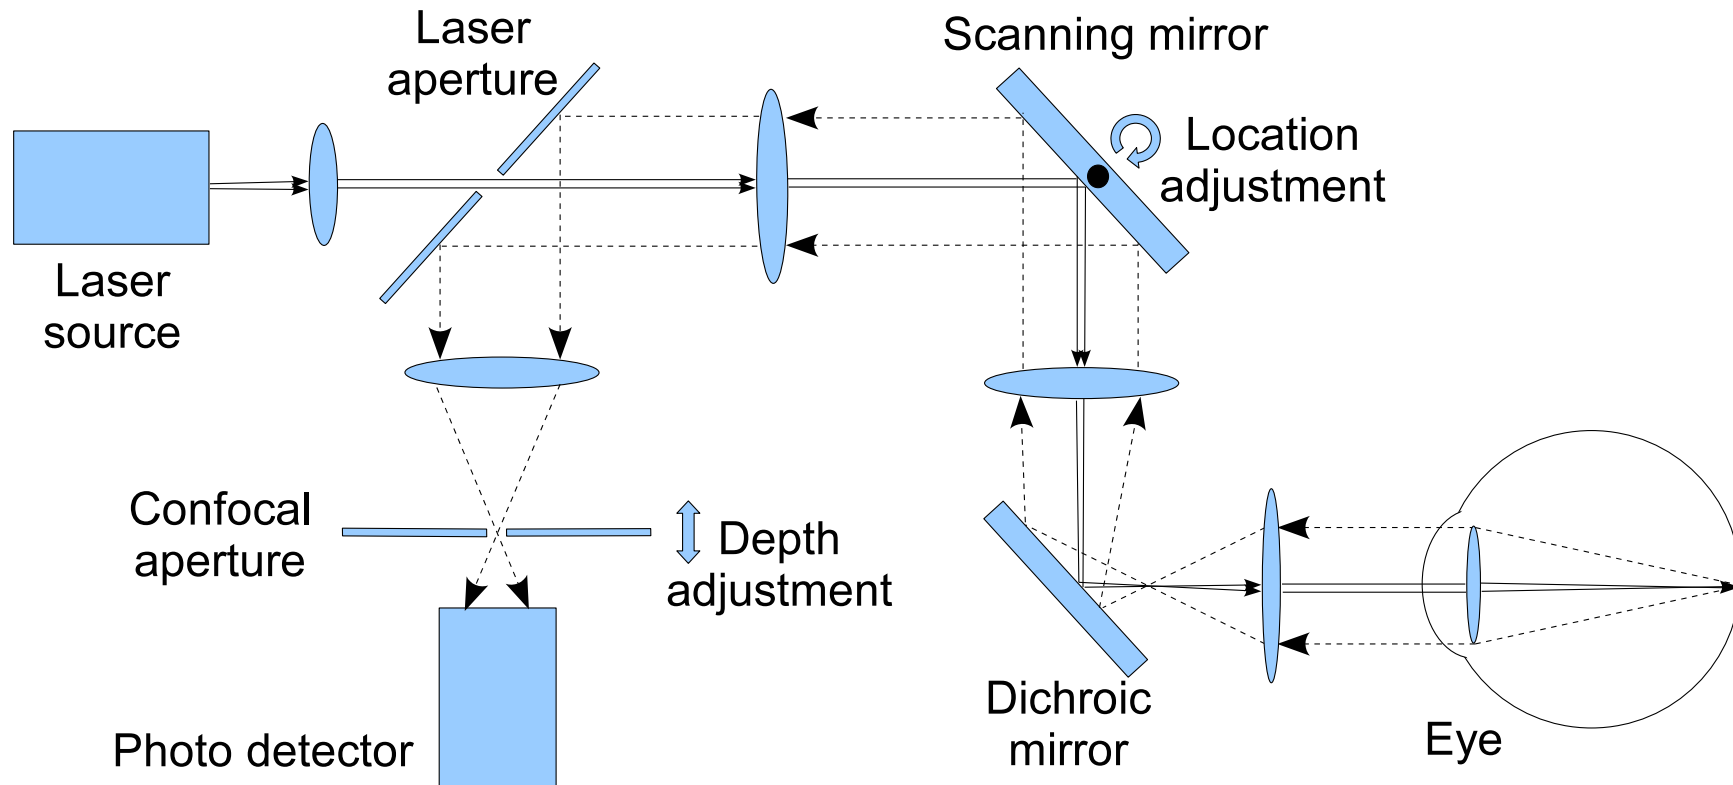 Laser
aperture
Scanning mirror
Location
adjustment
Laser
source
Confocal
aperture
Depth
adjustment
Photo detector
Dichroic
mirror
Eye